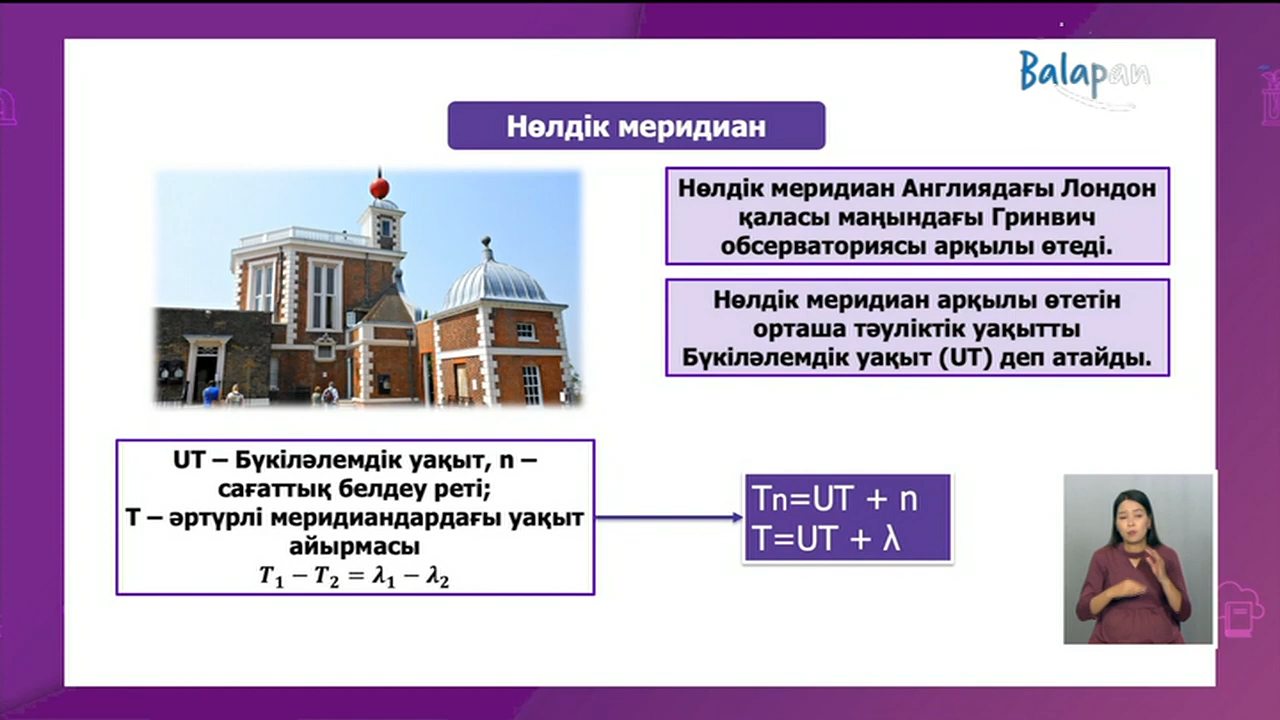 Balapan
Нөлдік меридиан
Нөлдік меридиан Англиядағы Лондон
қаласы маңындағы Гринвич
обсерваториясы арқылы өтеді.
Нөлдік меридиан арқылы өтетін
орташа тәуліктік уақытты
Бүкіләлемдік уақыт (UT) деп атайды.
UT – Бүкіләлемдік уақыт, n –
сағаттық белдеу реті;
T – әртүрлі меридиандардағы уақыт
айырмасы
T₁ − T₂ = λ₁ − λ₂
Tn=UT + n
T=UT + λ